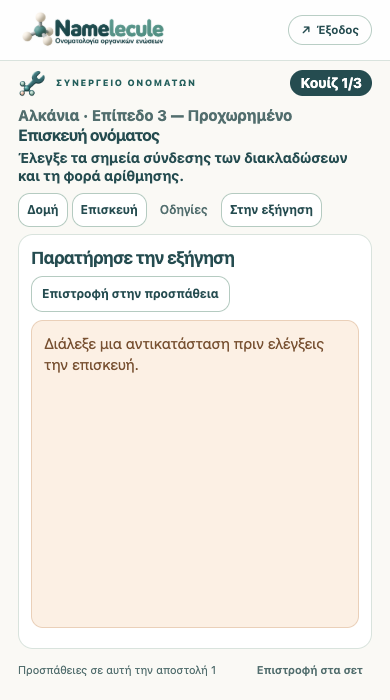 Namelecule
Ονοματολογία οργανικών ενώσεων
↗ Έξοδος
ΣΥΝΕΡΓΕΙΟ ΟΝΟΜΑΤΩΝ
Κουίζ 1/3
Αλκάνια · Επίπεδο 3 — Προχωρημένο
Επισκευή ονόματος
Έλεγξε τα σημεία σύνδεσης των διακλαδώσεων
και τη φορά αρίθμησης.
Δομή
Επισκευή
Οδηγίες
Στην εξήγηση
Παρατήρησε την εξήγηση
Επιστροφή στην προσπάθεια
Διάλεξε μια αντικατάσταση πριν ελέγξεις
την επισκευή.
Προσπάθειες σε αυτή την αποστολή 1
Επιστροφή στα σετ